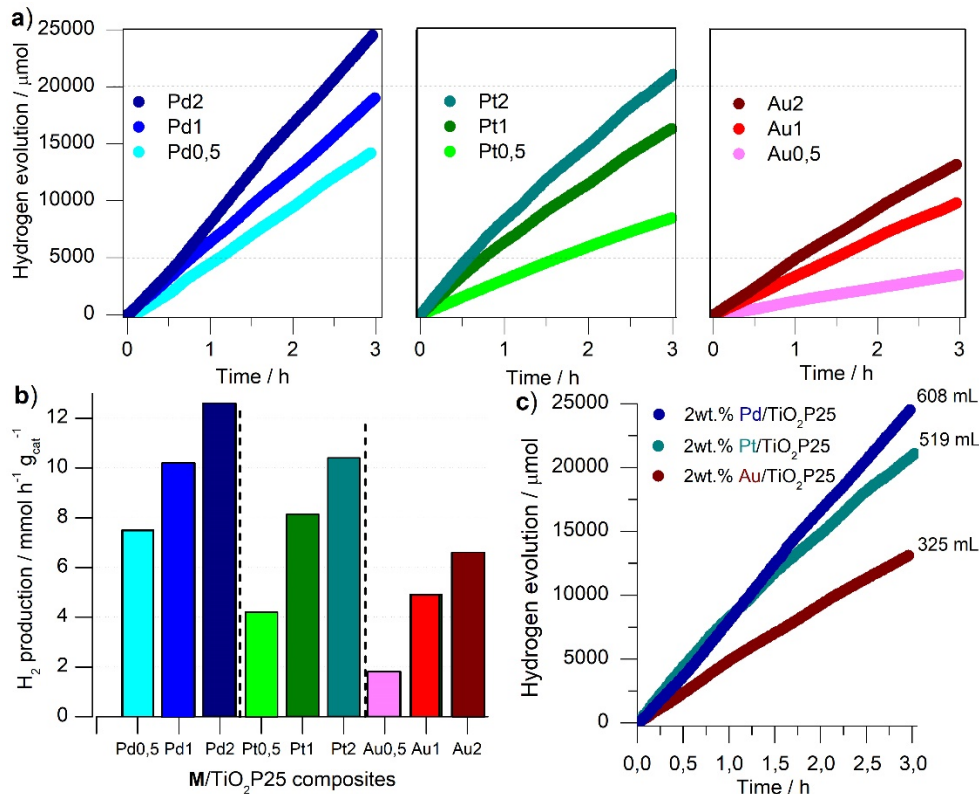 a)
Hydrogen evolution / µmol
25000
20000
15000
10000
5000
0
Pd2
Pd1
Pd0,5
0 1 2 3
Time / h
Pt2
Pt1
Pt0,5
0 1 2 3
Time / h
Au2
Au1
Au0,5
0 1 2 3
Time / h
b)
H₂ production / mmol h⁻¹ g_cat⁻¹
12
10
8
6
4
2
0
Pd0,5 Pd1 Pd2 Pt0,5 Pt1 Pt2 Au0,5 Au1 Au2
M/TiO₂P25 composites
c)
Hydrogen evolution / µmol
25000
20000
15000
10000
5000
0
2wt.% Pd/TiO₂P25
2wt.% Pt/TiO₂P25
2wt.% Au/TiO₂P25
608 mL
519 mL
325 mL
0,0 0,5 1,0 1,5 2,0 2,5 3,0
Time / h